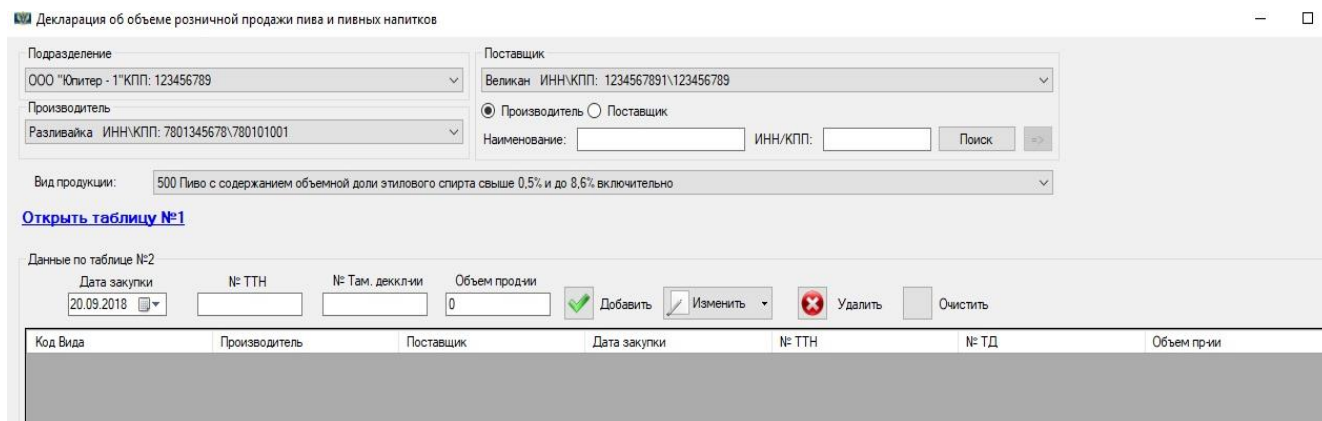 Декларация об объеме розничной продажи пива и пивных напитков
Подразделение
ООО "Юпитер - 1"КПП: 123456789
Поставщик
Великан ИНН\КПП: 1234567891\123456789
Производитель
Разливайка ИНН\КПП: 7801345678\780101001
Производитель Поставщик
Наименование: ИНН/КПП: Поиск =>
Вид продукции: 500 Пиво с содержанием объемной доли этилового спирта свыше 0,5% и до 8,6% включительно
Открыть таблицу №1
Данные по таблице №2
Дата закупки № ТТН № Там. деккл-ии Объем прод-ии
20.09.2018 0 Добавить Изменить Удалить Очистить
Код Вида Производитель Поставщик Дата закупки № ТТН № ТД Объем пр-ии